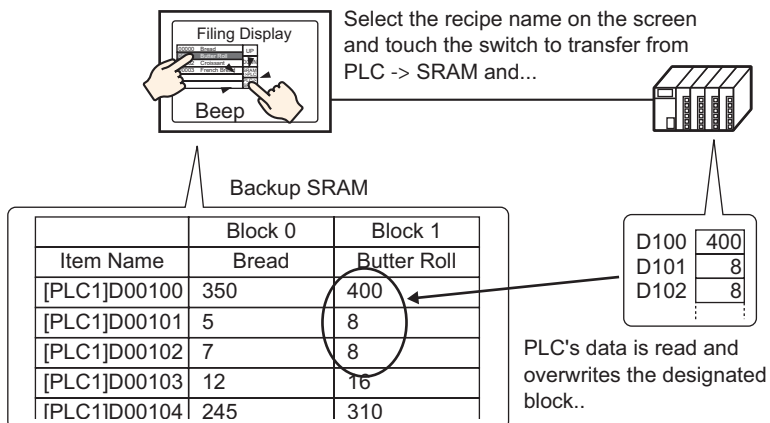 Filing Display
Select the recipe name on the screen
and touch the switch to transfer from
PLC -> SRAM and...
00000 Bread
UP
Butter Roll
Croissant
0003 French Bread
SRAM
Beep
Backup SRAM
Block 0 Block 1
Item Name Bread Butter Roll
[PLC1]D00100 350 400
[PLC1]D00101 5 8
[PLC1]D00102 7 8
[PLC1]D00103 12 16
[PLC1]D00104 245 310
D100 400
D101 8
D102 8
PLC's data is read and
overwrites the designated
block..